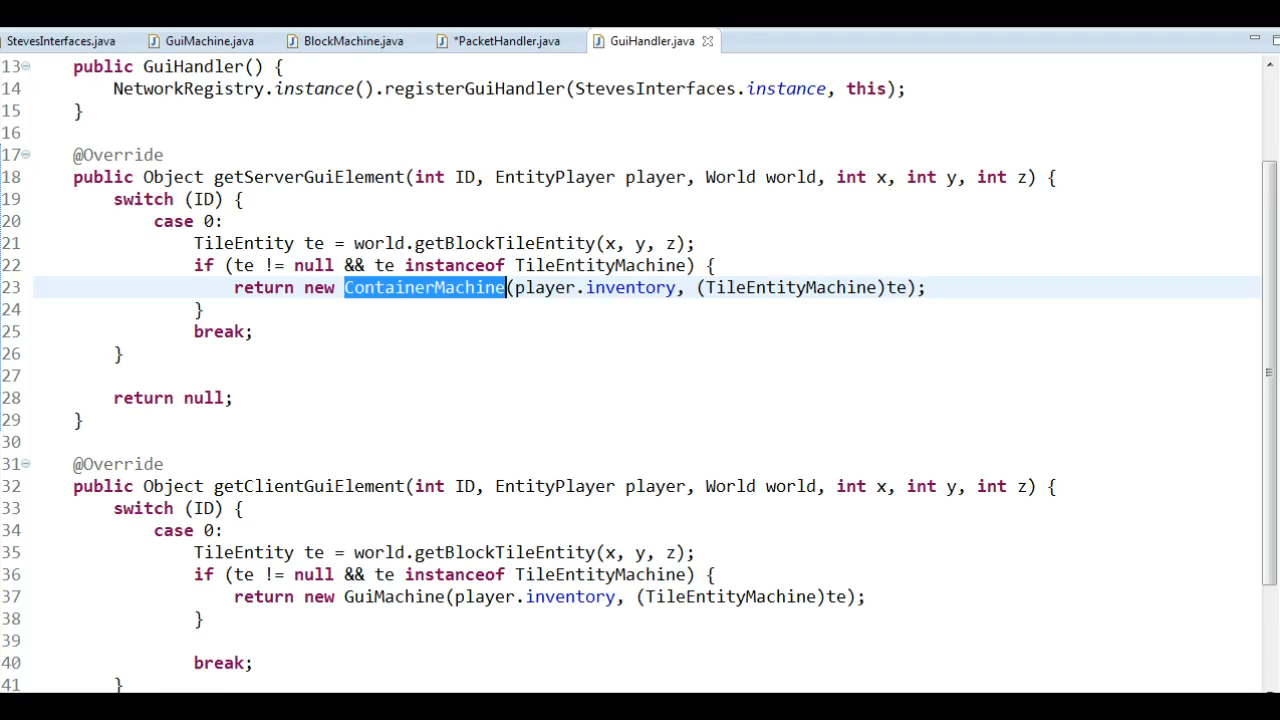 StevesInterfaces.java GuiMachine.java BlockMachine.java *PacketHandler.java GuiHandler.java
13 public GuiHandler() {
14 NetworkRegistry.instance().registerGuiHandler(StevesInterfaces.instance, this);
15 }
16
17 @Override
18 public Object getServerGuiElement(int ID, EntityPlayer player, World world, int x, int y, int z) {
19 switch (ID) {
20 case 0:
21 TileEntity te = world.getBlockTileEntity(x, y, z);
22 if (te != null && te instanceof TileEntityMachine) {
23 return new ContainerMachine(player.inventory, (TileEntityMachine)te);
24 }
25 break;
26 }
27
28 return null;
29 }
30
31 @Override
32 public Object getClientGuiElement(int ID, EntityPlayer player, World world, int x, int y, int z) {
33 switch (ID) {
34 case 0:
35 TileEntity te = world.getBlockTileEntity(x, y, z);
36 if (te != null && te instanceof TileEntityMachine) {
37 return new GuiMachine(player.inventory, (TileEntityMachine)te);
38 }
39
40 break;
41 }